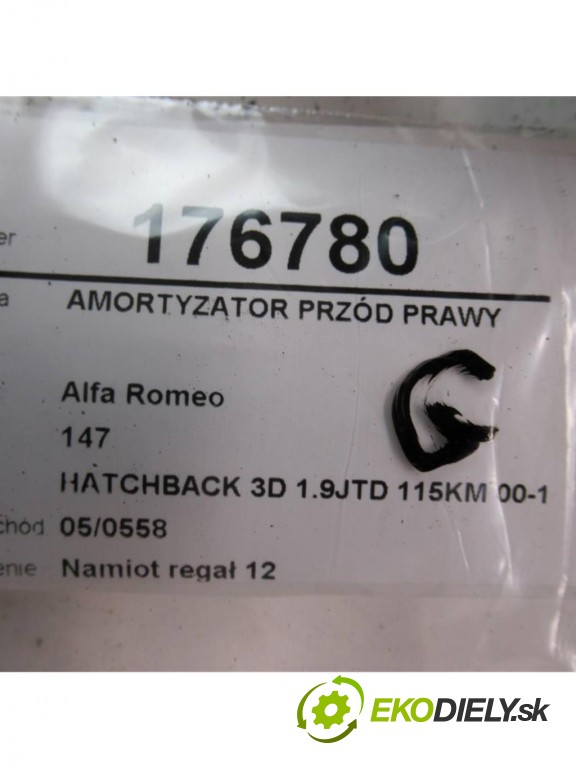 er 176780
a AMORTYZATOR PRZÓD PRAWY
G
Alfa Romeo
147
HATCHBACK 3D 1.9JTD 115KM 00-1
chód 05/0558
enie Namiot regał 12
EKODIELY.sk